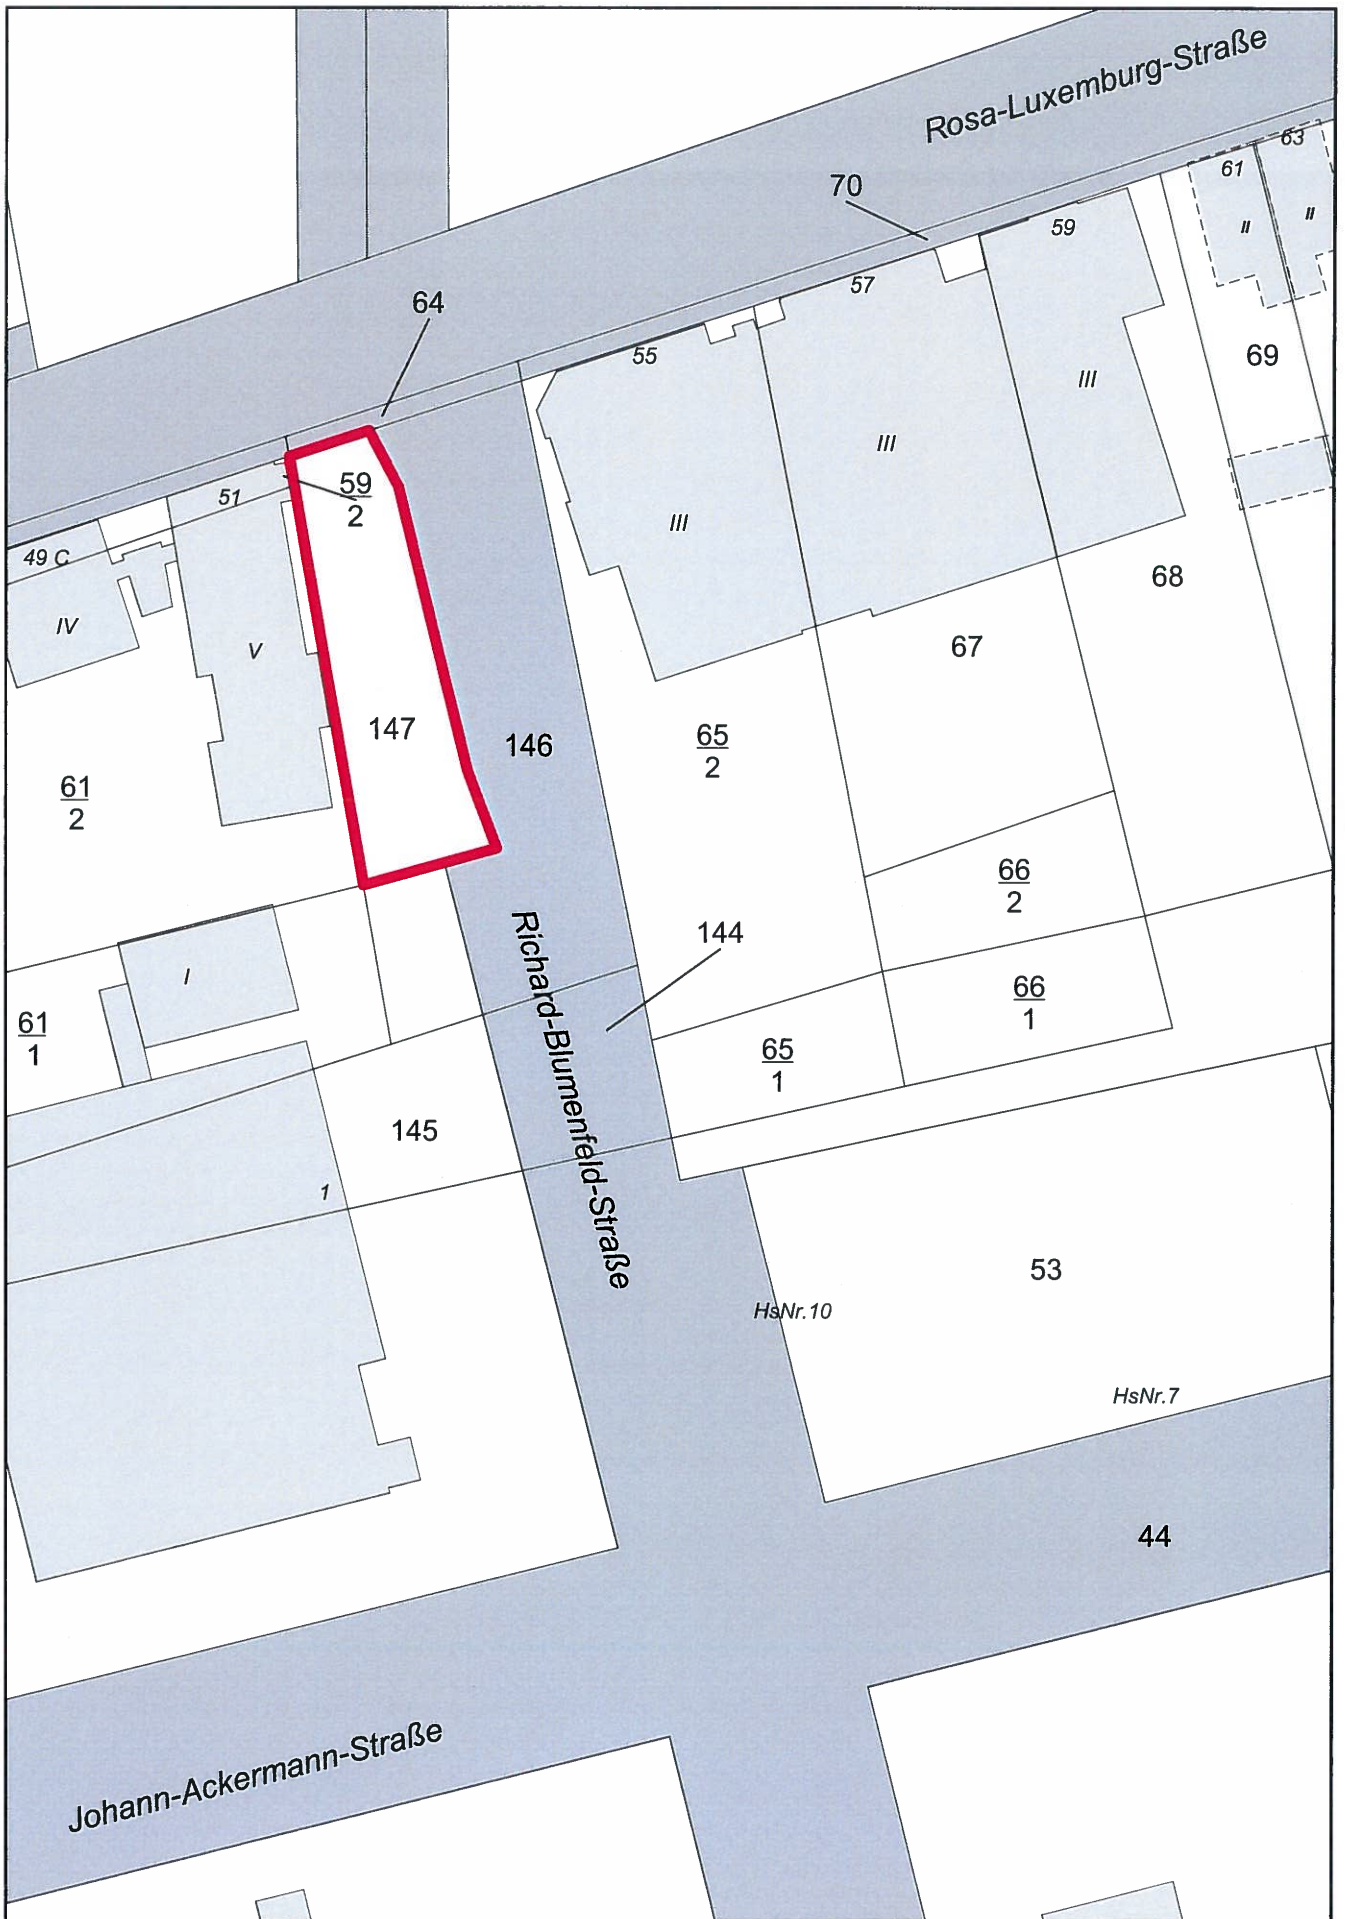 Rosa-Luxemburg-Straße
63
61
70
II
II
59
57
64
55
69
III
III
59
2
51
III
49 C
68
IV
67
V
147
146
65
2
61
2
66
2
144
I
66
1
61
1
65
1
Richard-Blumenfeld-Straße
145
1
53
HsNr.10
HsNr.7
44
Johann-Ackermann-Straße